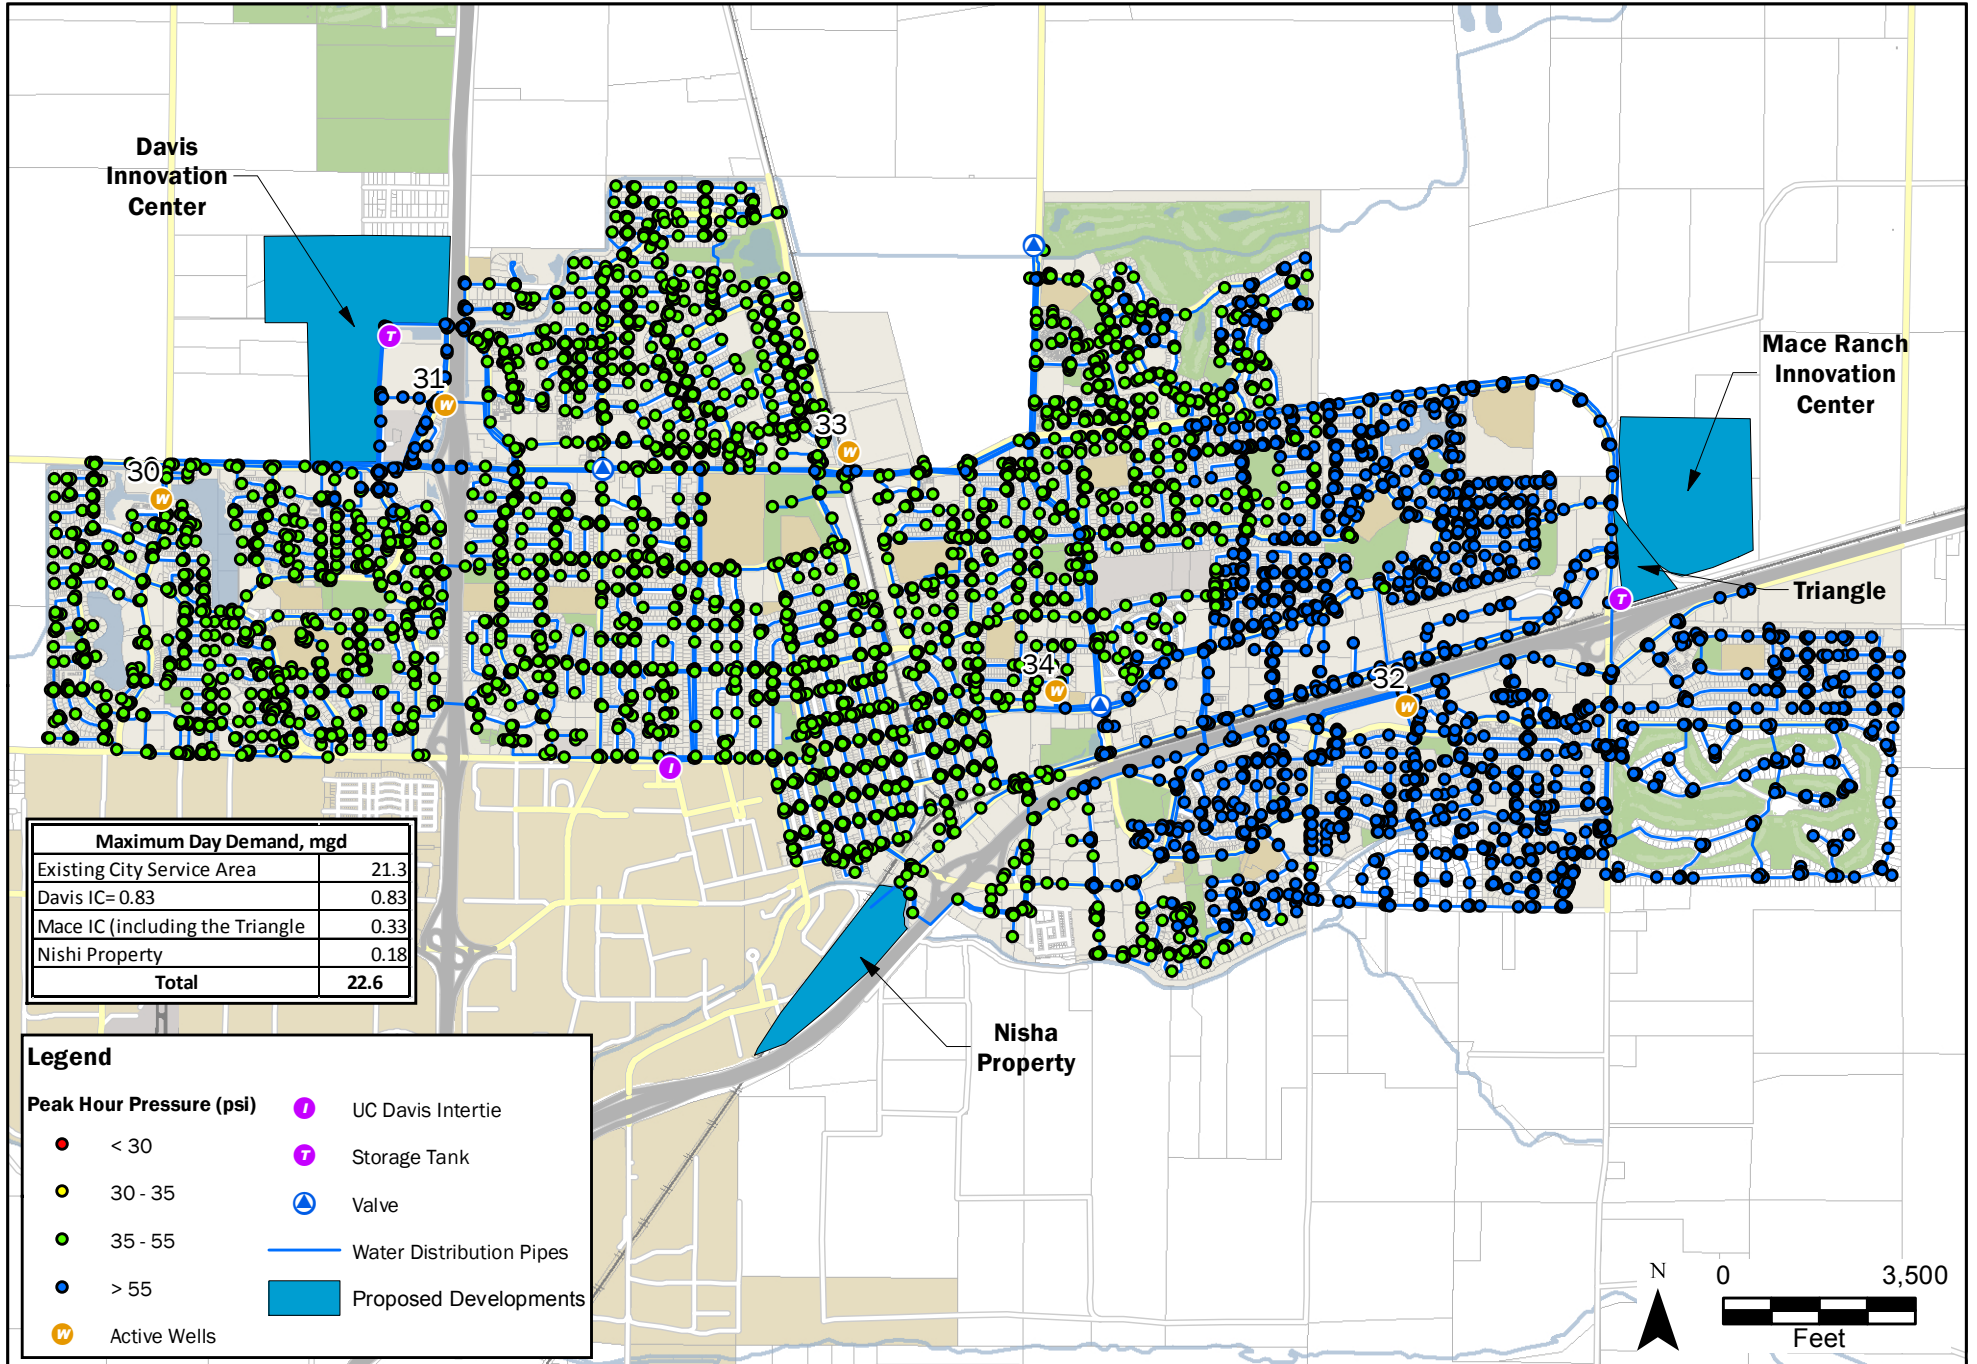 Davis
Innovation
Center
Mace Ranch
Innovation
Center
31
33
30
Triangle
34
32
Maximum Day Demand, mgd
Existing City Service Area 21.3
Davis IC= 0.83 0.83
Mace IC (including the Triangle 0.33
Nishi Property 0.18
Total 22.6
Nisha
Property
Legend
Peak Hour Pressure (psi)
< 30
30 - 35
35 - 55
> 55
W Active Wells
I UC Davis Intertie
T Storage Tank
Valve
Water Distribution Pipes
Proposed Developments
N
0 3,500
Feet